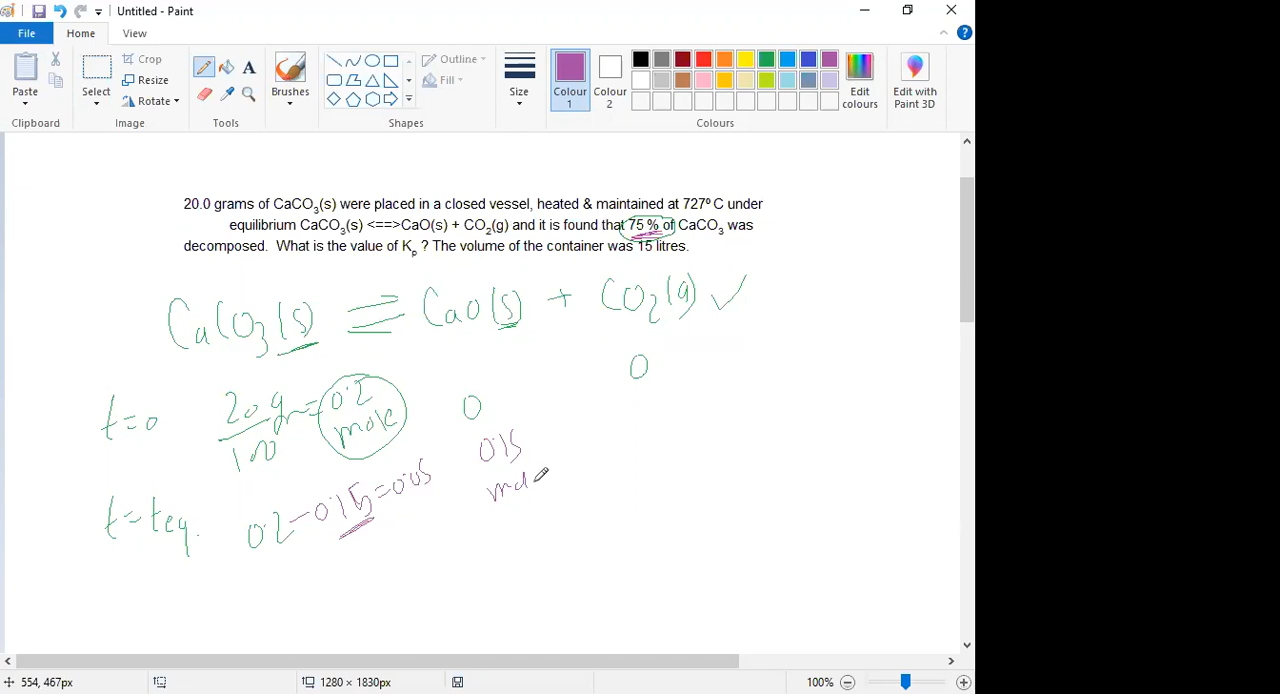 Untitled - Paint
File Home View
Paste
Select
Crop
Resize
Rotate
A
Brushes
Outline
Fill
Size
Colour 1
Colour 2
Edit colours
Edit with Paint 3D
Clipboard Image Tools Shapes Colours
20.0 grams of CaCO3(s) were placed in a closed vessel, heated & maintained at 727⁰ C under
equilibrium CaCO3(s) <==>CaO(s) + CO2(g) and it is found that 75 % of CaCO3 was
decomposed. What is the value of Kp ? The volume of the container was 15 litres.
CaCO3(s) ⇌ CaO(s) + CO2(g) ✓
t=0 20g/100 = 0.2 mole 0 0
t=teq. 0.2-0.15=0.05 0.15
554, 467px 1280 × 1830px 100%